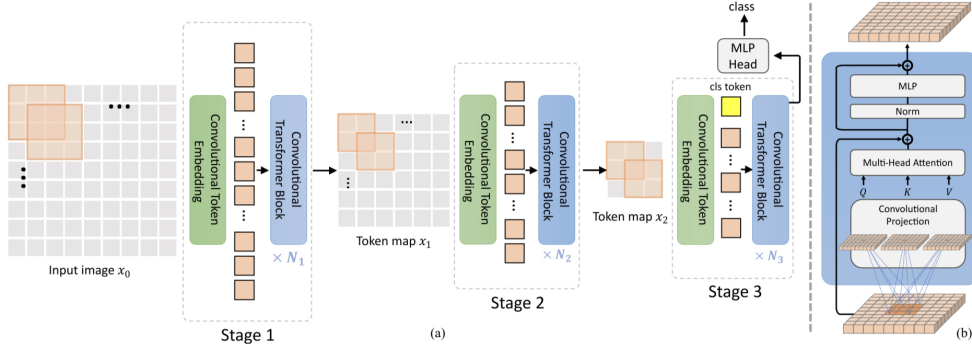 Input image x₀
Convolutional Token
Embedding
Convolutional
Transformer Block
× N₁
Stage 1
Token map x₁
Convolutional Token
Embedding
Convolutional
Transformer Block
× N₂
Stage 2
(a)
Token map x₂
class
MLP
Head
cls token
Convolutional Token
Embedding
Convolutional
Transformer Block
× N₃
Stage 3
MLP
Norm
Multi-Head Attention
Q K V
Convolutional
Projection
(b)